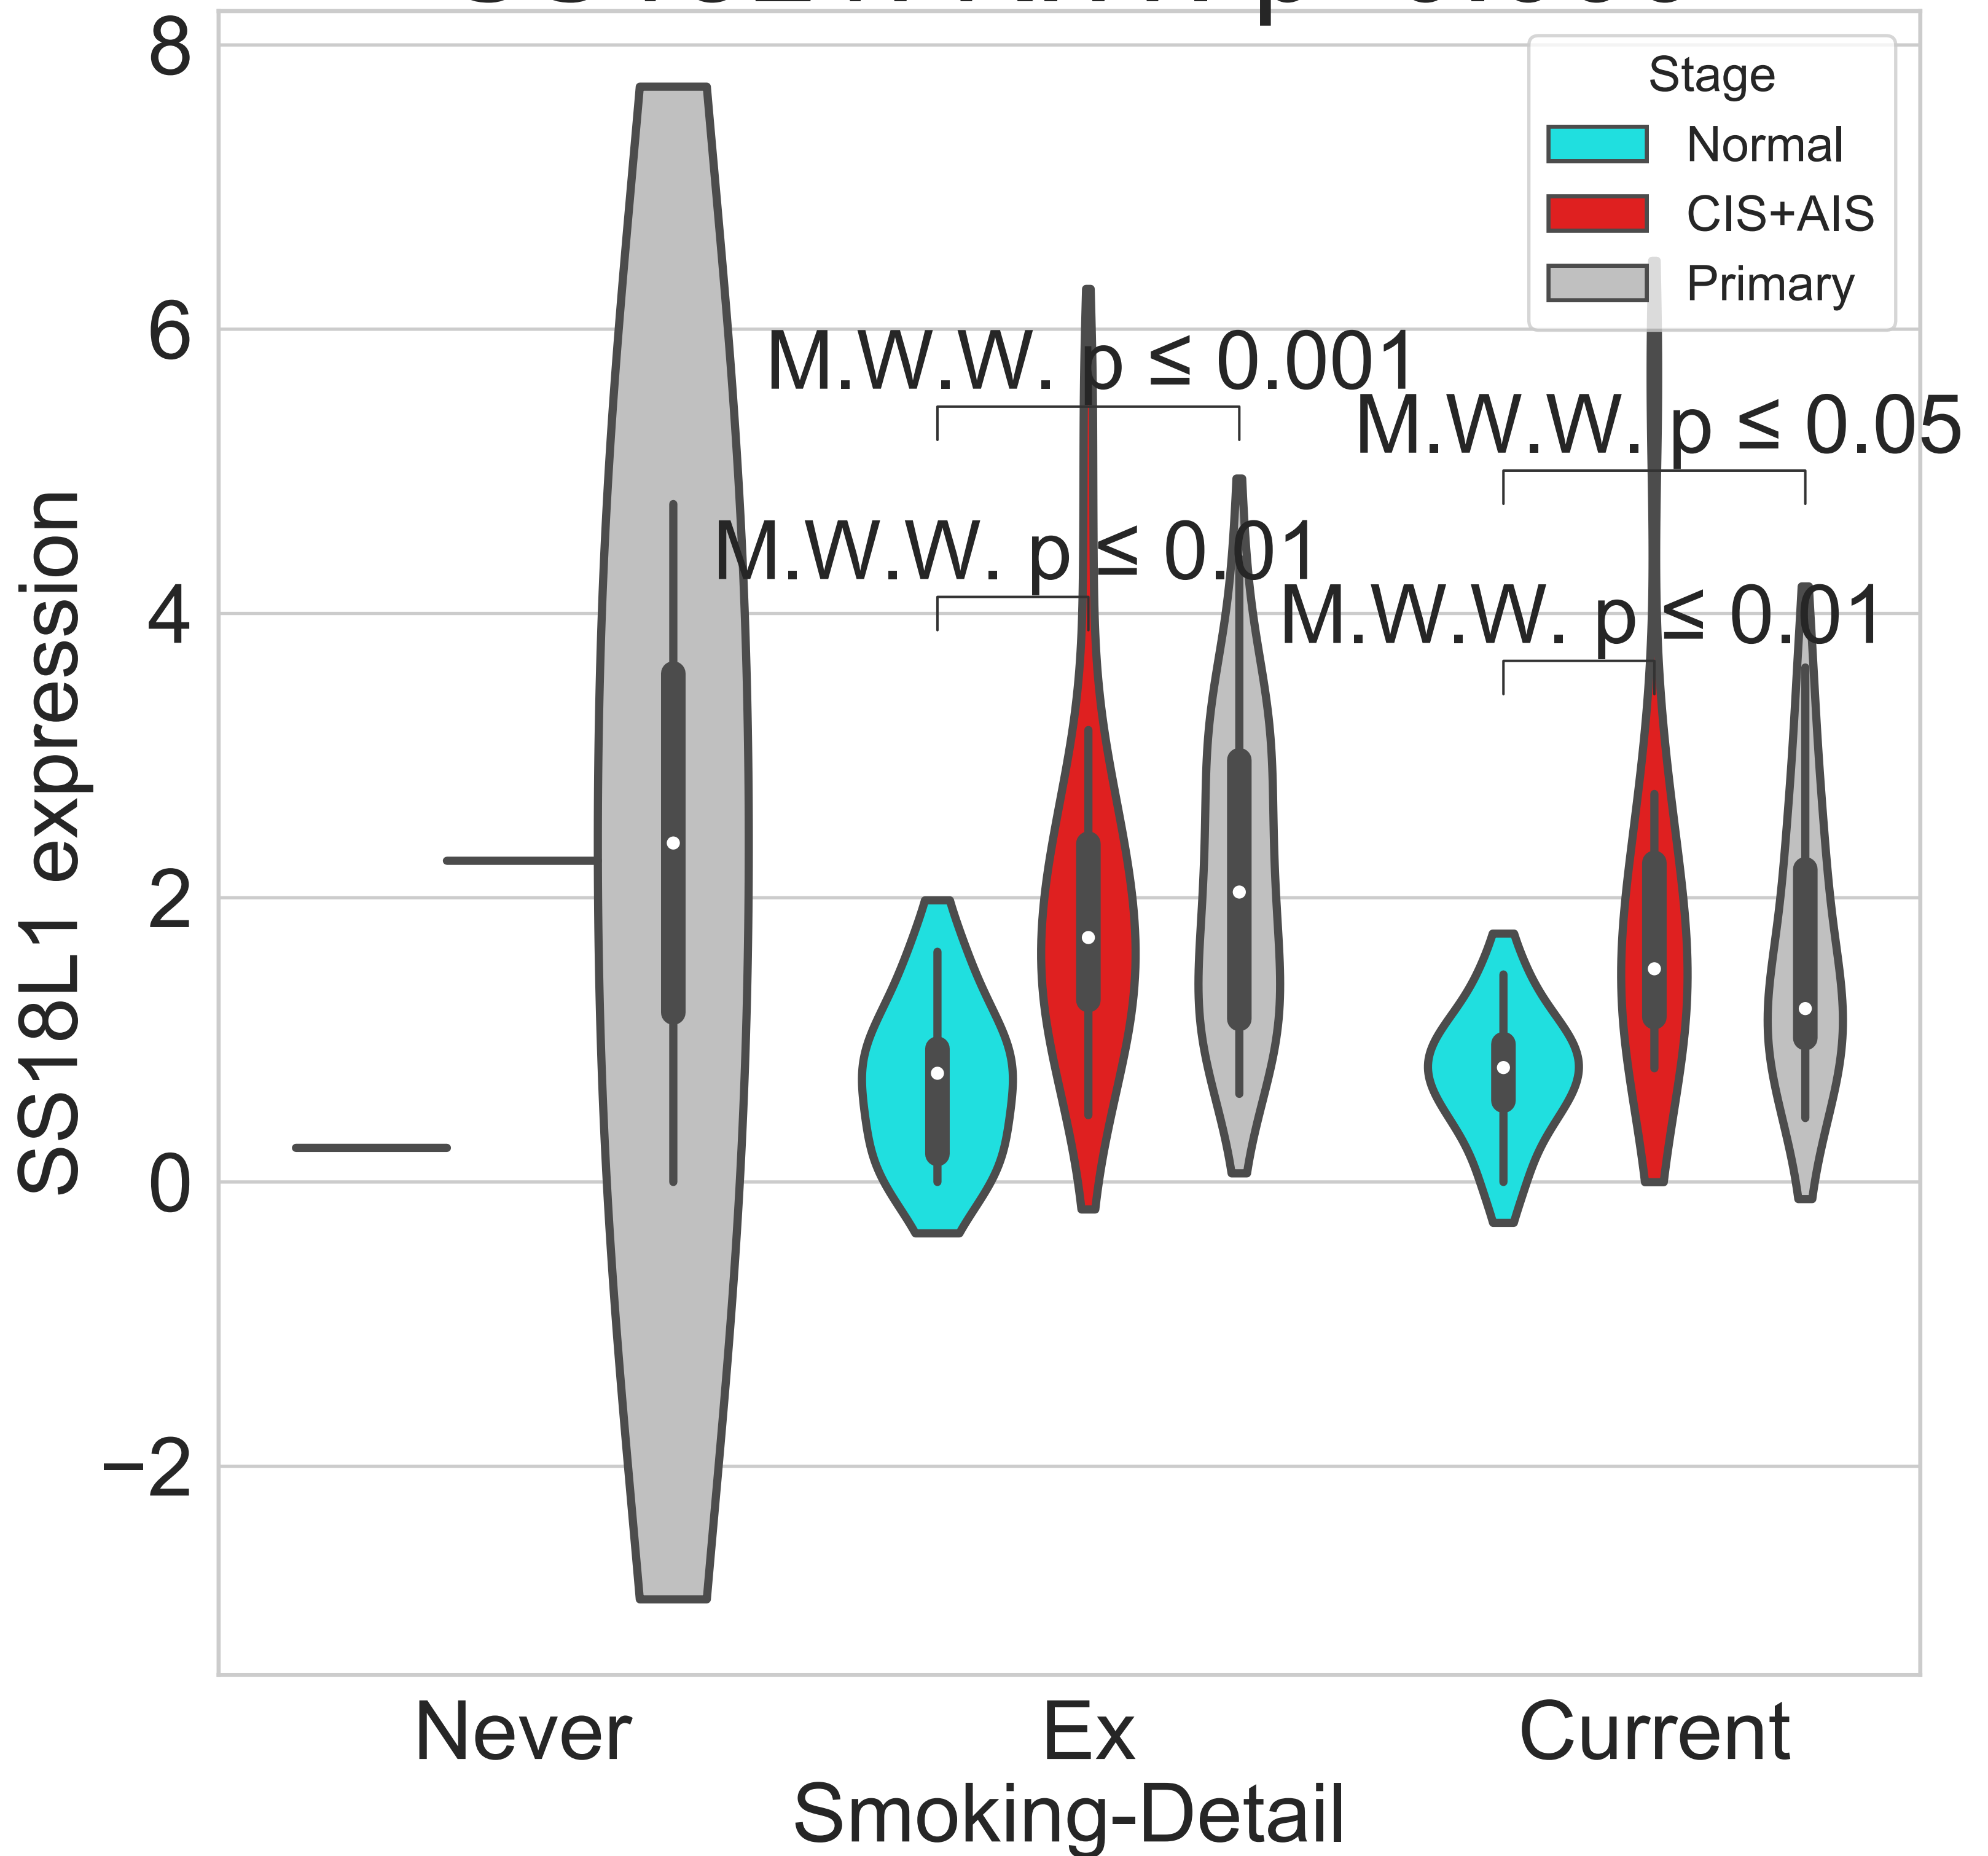 8
6
4
2
0
−2
SS18L1 expression
Stage
Normal
CIS+AIS
Primary
M.W.W. p ≤ 0.001
M.W.W. p ≤ 0.05
M.W.W. p ≤ 0.01
M.W.W. p ≤ 0.01
Never
Ex
Current
Smoking-Detail